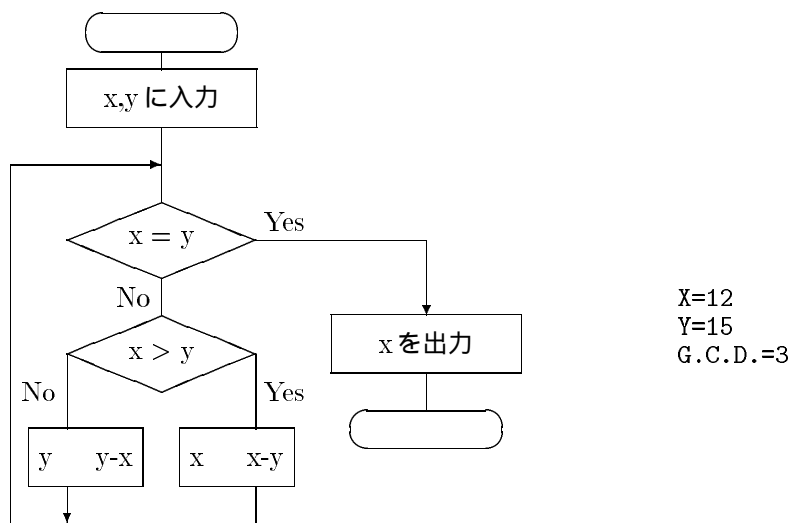 x,y に入力
x = y
Yes
No
x > y
No
Yes
y y-x
x x-y
x を出力
X=12
Y=15
G.C.D.=3